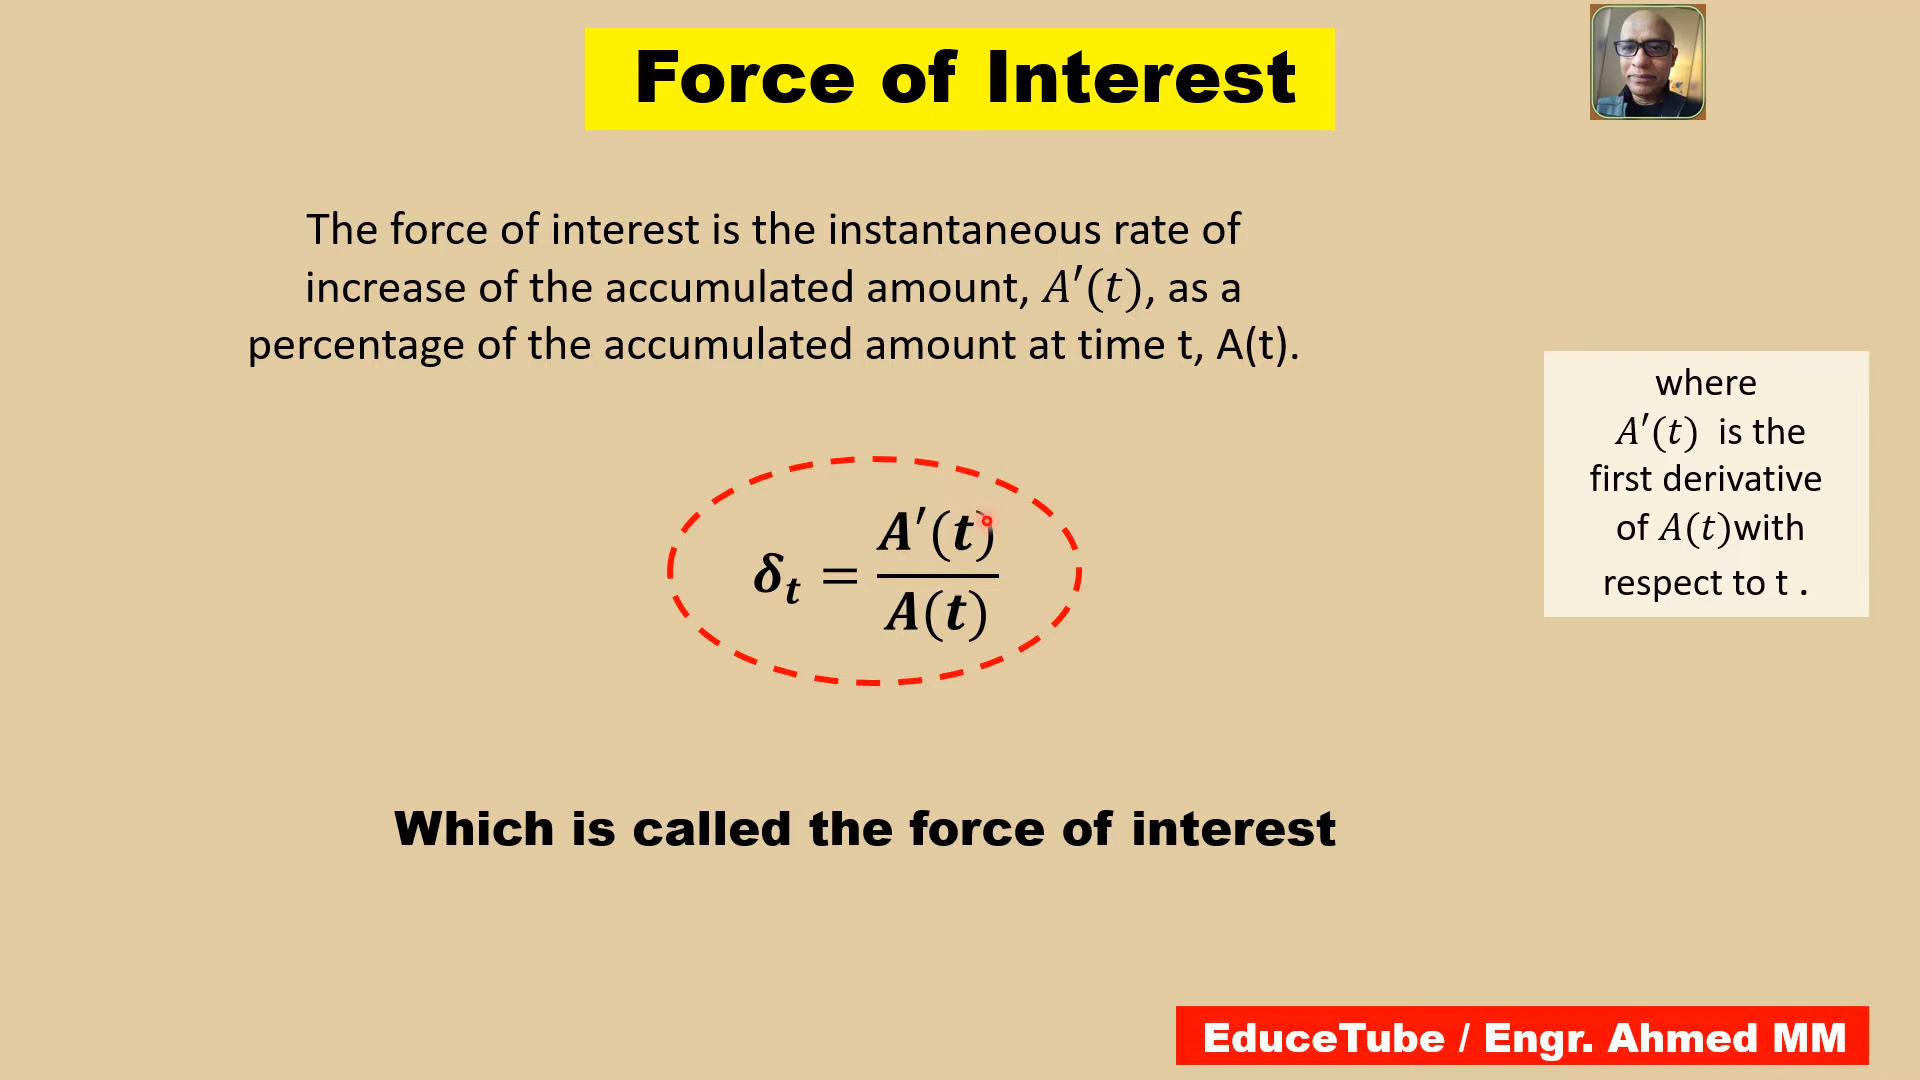 Force of Interest
The force of interest is the instantaneous rate of
increase of the accumulated amount, A′(t), as a
percentage of the accumulated amount at time t, A(t).
where
A′(t) is the
first derivative
of A(t)with
respect to t .
δₜ = A′(t) / A(t)
Which is called the force of interest
EduceTube / Engr. Ahmed MM